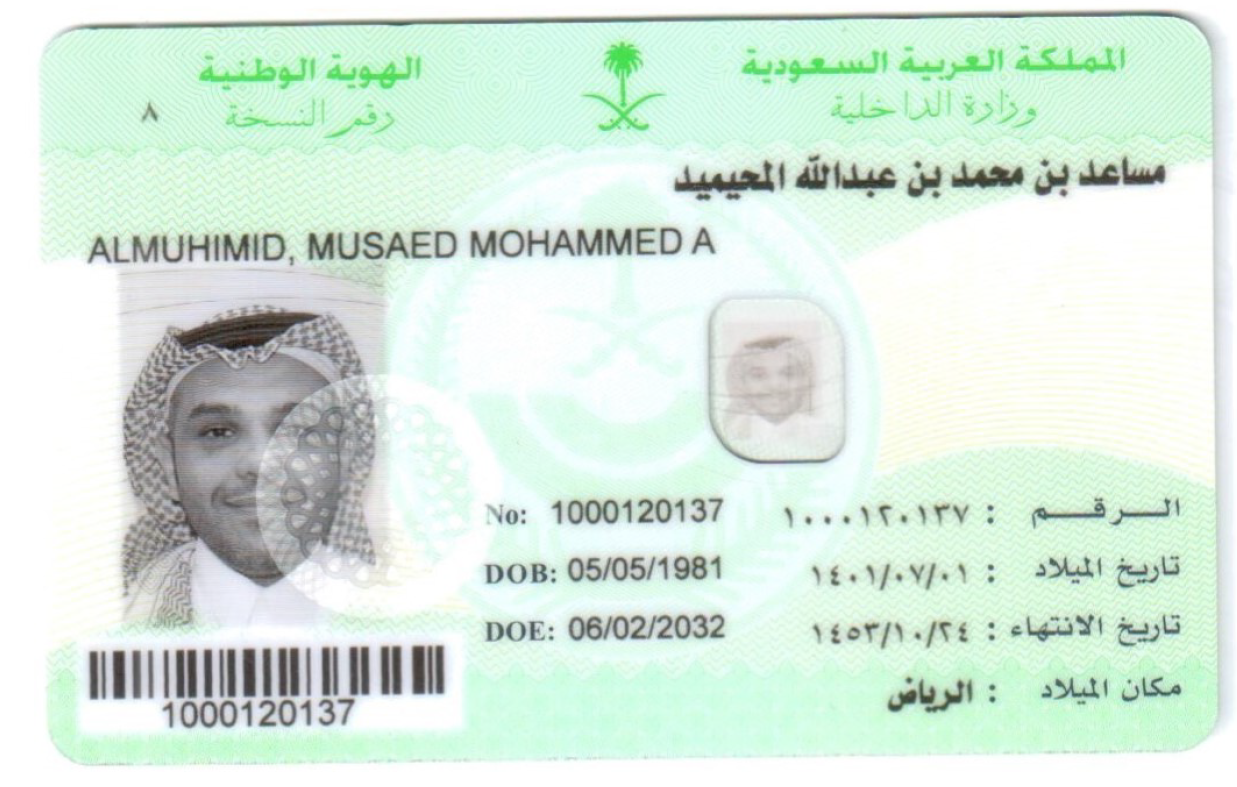 المملكة العربية السعودية
وزارة الداخلية
الهوية الوطنية
رقم النسخة ٨
مساعد بن محمد بن عبدالله المحيميد
ALMUHIMID, MUSAED MOHAMMED A
الرقم : ١٠٠٠١٢٠١٣٧ No: 1000120137
تاريخ الميلاد : ١٤٠١/٠٧/٠١ DOB: 05/05/1981
تاريخ الانتهاء : ١٤٥٣/١٠/٢٤ DOE: 06/02/2032
مكان الميلاد : الرياض
1000120137